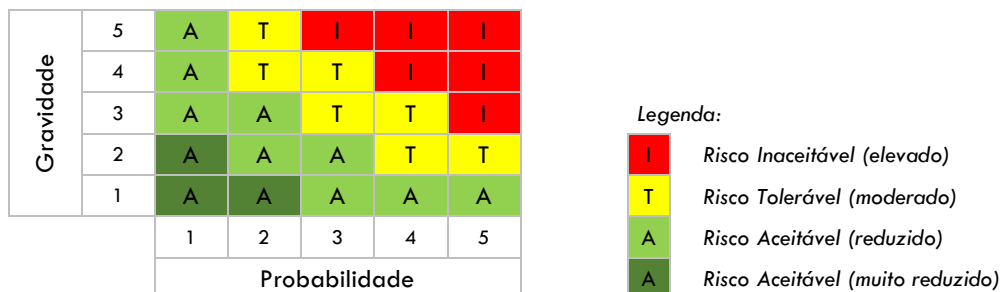 Gravidade
5 A T I I I
4 A T T I I
3 A A T T I
2 A A A T T
1 A A A A A
1 2 3 4 5
Probabilidade
Legenda:
I Risco Inaceitável (elevado)
T Risco Tolerável (moderado)
A Risco Aceitável (reduzido)
A Risco Aceitável (muito reduzido)